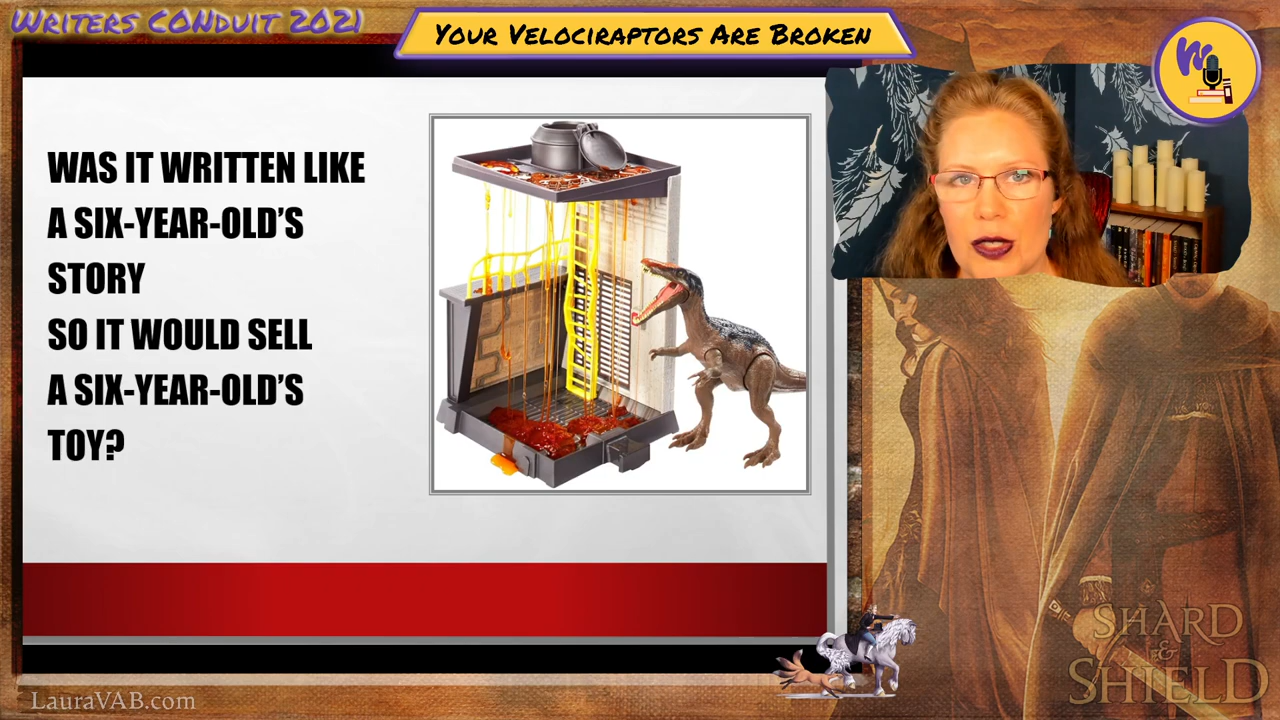 WRITERS CONDUIT 2021
YOUR VELOCIRAPTORS ARE BROKEN
W
WAS IT WRITTEN LIKE
A SIX-YEAR-OLD’S
STORY
SO IT WOULD SELL
A SIX-YEAR-OLD’S
TOY?
SHARD
&
SHIELD
LauraVAB.com